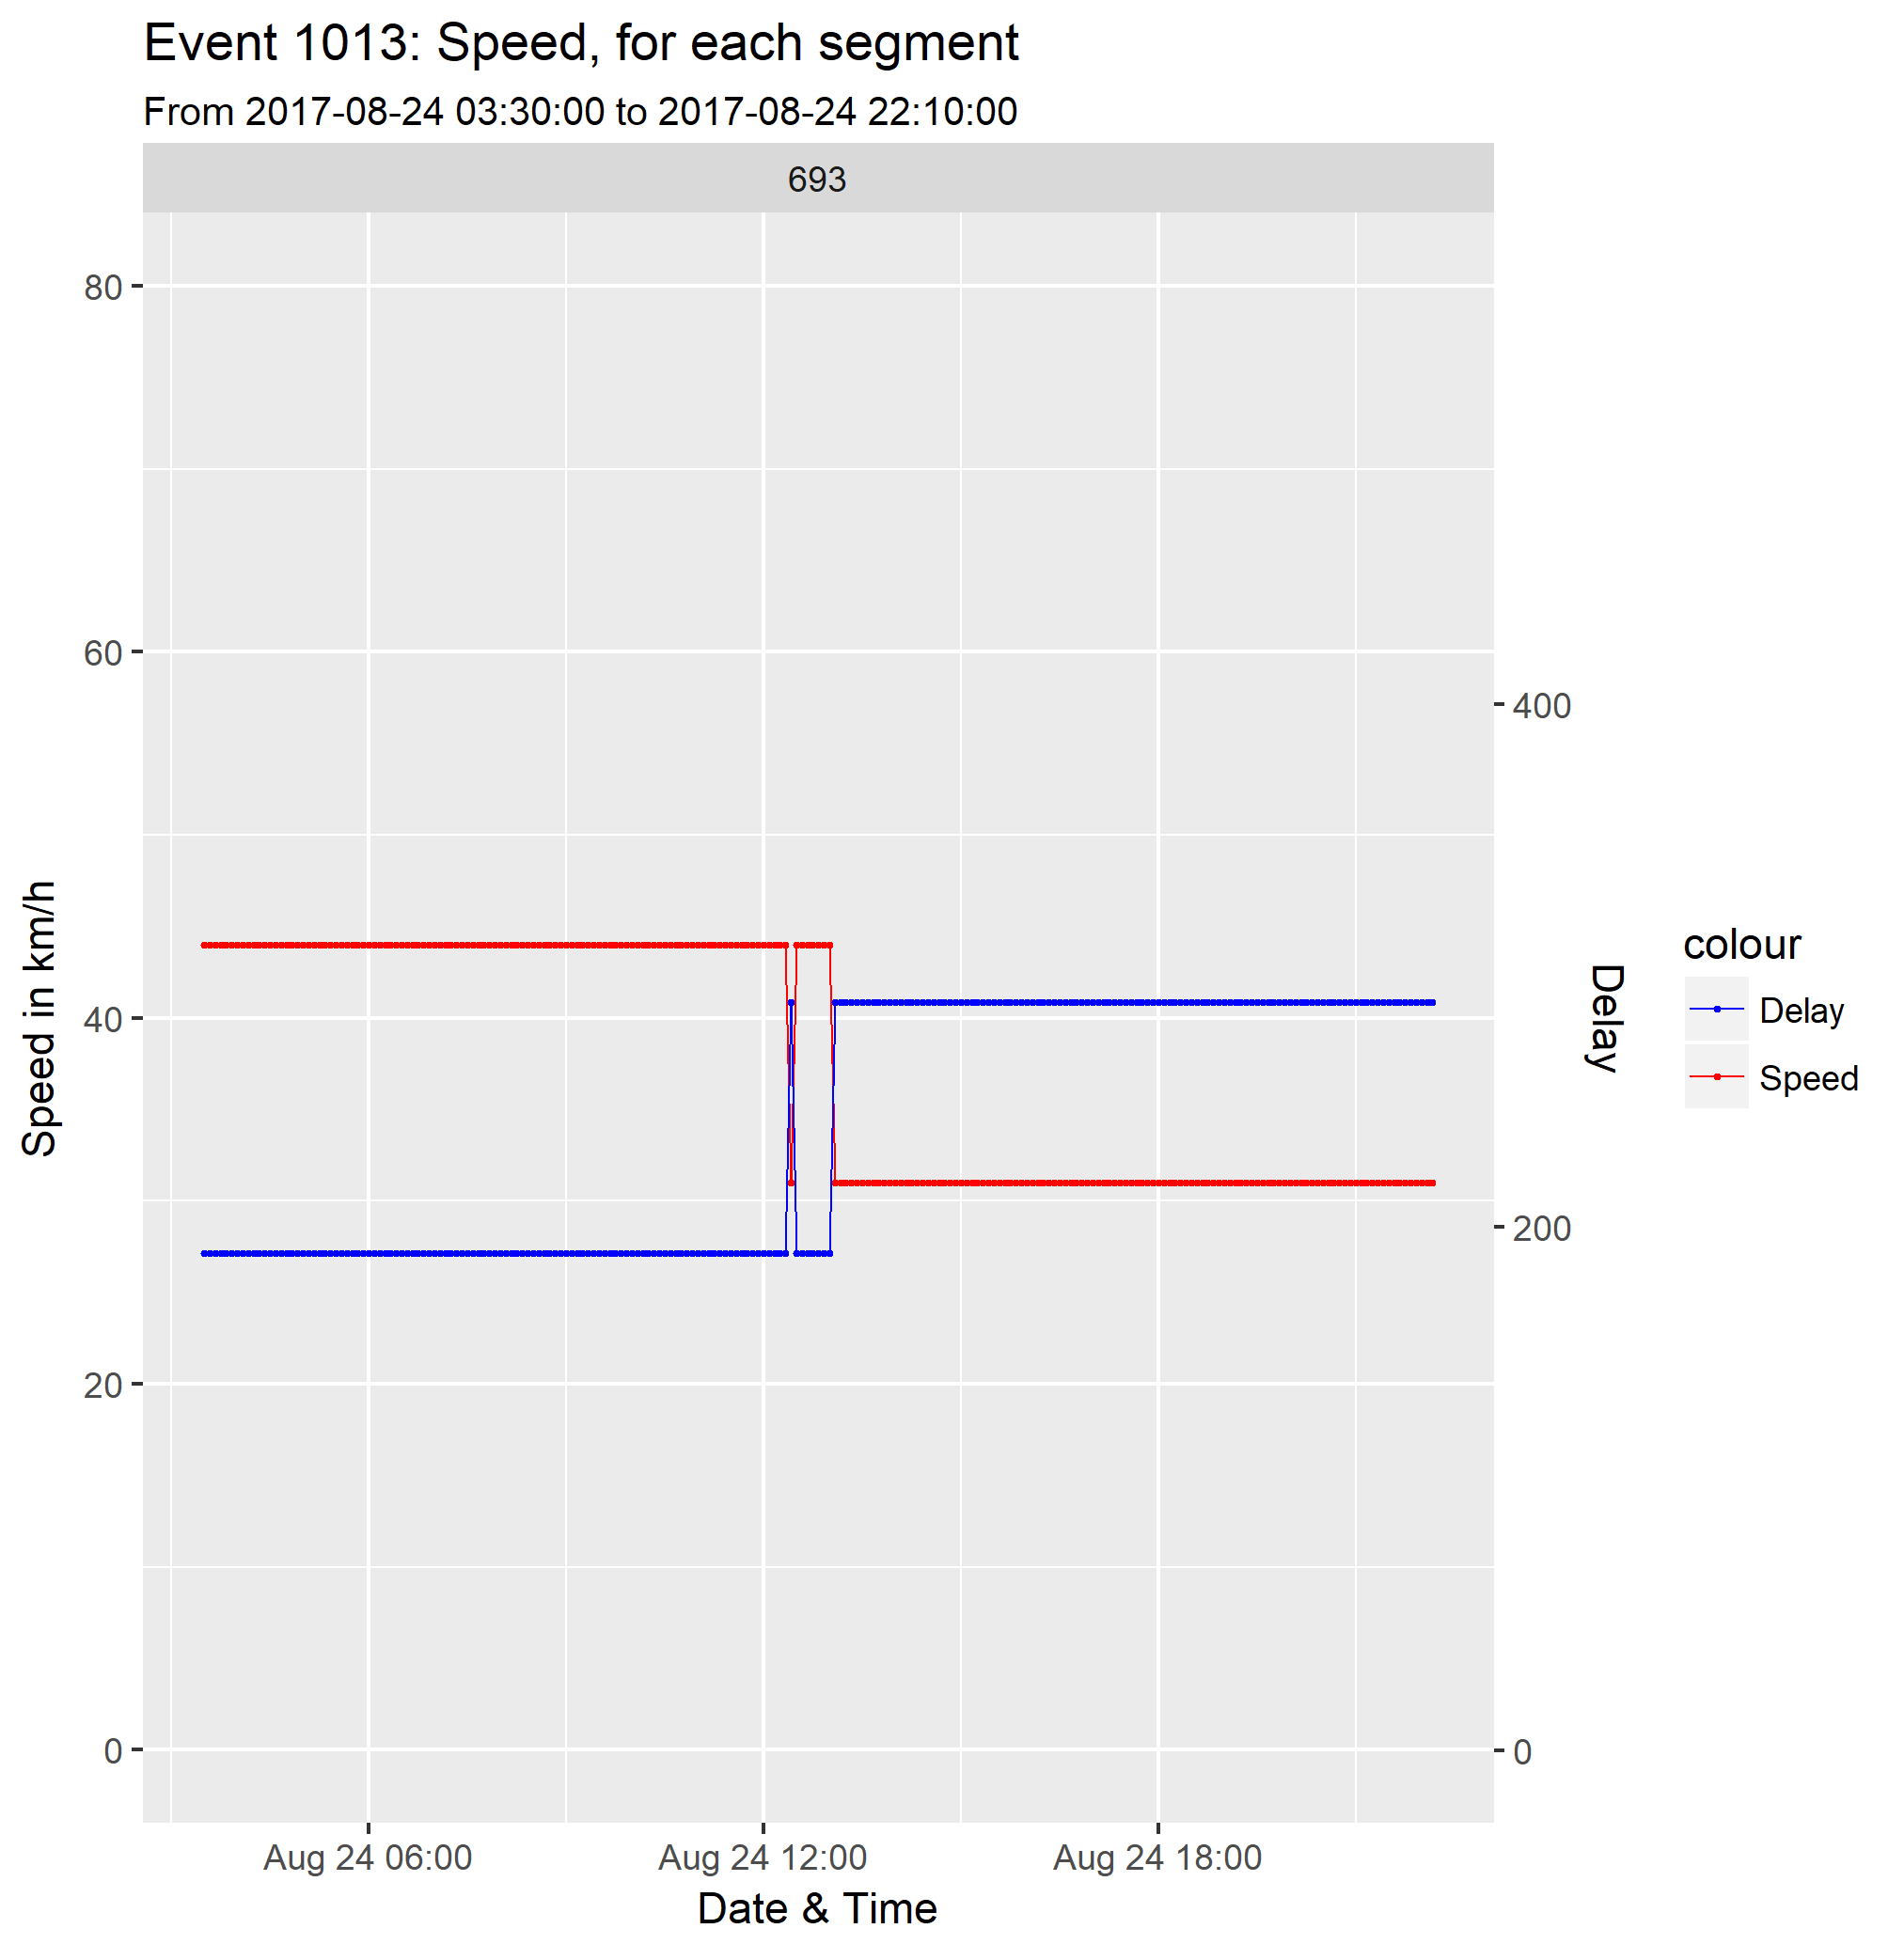 Event 1013: Speed, for each segment
From 2017-08-24 03:30:00 to 2017-08-24 22:10:00
693
80
60
40
20
0
Speed in km/h
400
200
0
Delay
colour
Delay
Speed
Aug 24 06:00
Aug 24 12:00
Aug 24 18:00
Date & Time